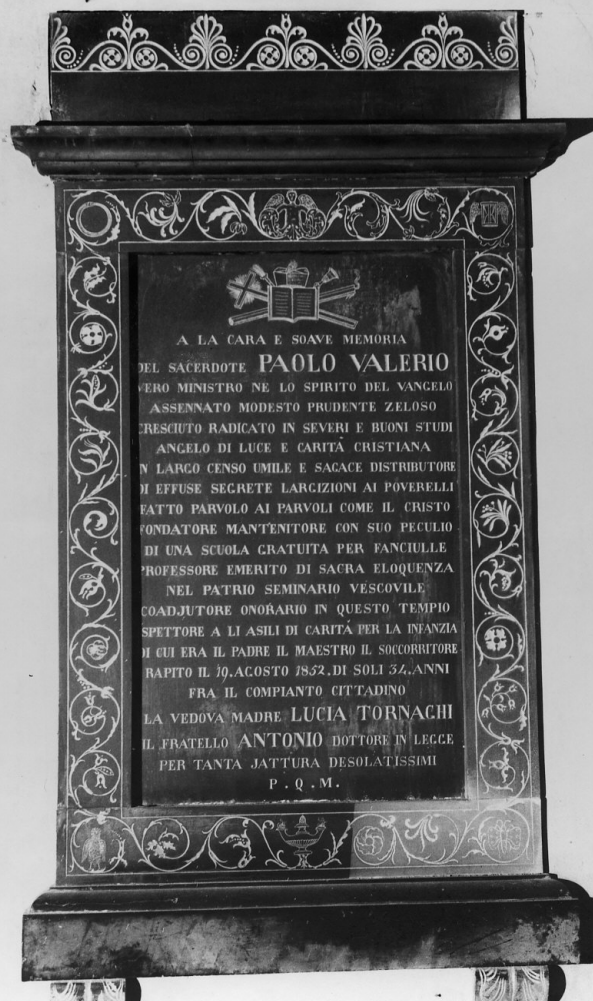 A LA CARA E SOAVE MEMORIA
DEL SACERDOTE PAOLO VALERIO
VERO MINISTRO NE LO SPIRITO DEL VANGELO
ASSENNATO MODESTO PRUDENTE ZELOSO
CRESCIUTO RADICATO IN SEVERI E BUONI STUDI
ANGELO DI LUCE E CARITÀ CRISTIANA
IN LARGO CENSO UMILE E SAGACE DISTRIBUTORE
DI EFFUSE SEGRETE LARGIZIONI AI POVERELLI
FATTO PARVOLO AI PARVOLI COME IL CRISTO
FONDATORE MANTENITORE CON SUO PECULIO
DI UNA SCUOLA GRATUITA PER FANCIULLE
PROFESSORE EMERITO DI SACRA ELOQUENZA
NEL PATRIO SEMINARIO VESCOVILE
COADJUTORE ONORARIO IN QUESTO TEMPIO
ISPETTORE A LI ASILI DI CARITÀ PER LA INFANZIA
DI CUI ERA IL PADRE IL MAESTRO IL SOCCORRITORE
RAPITO IL 19. AGOSTO 1852. DI SOLI 34. ANNI
FRA IL COMPIANTO CITTADINO
LA VEDOVA MADRE LUCIA TORNAGHI
IL FRATELLO ANTONIO DOTTORE IN LEGGE
PER TANTA JATTURA DESOLATISSIMI
P. Q. M.